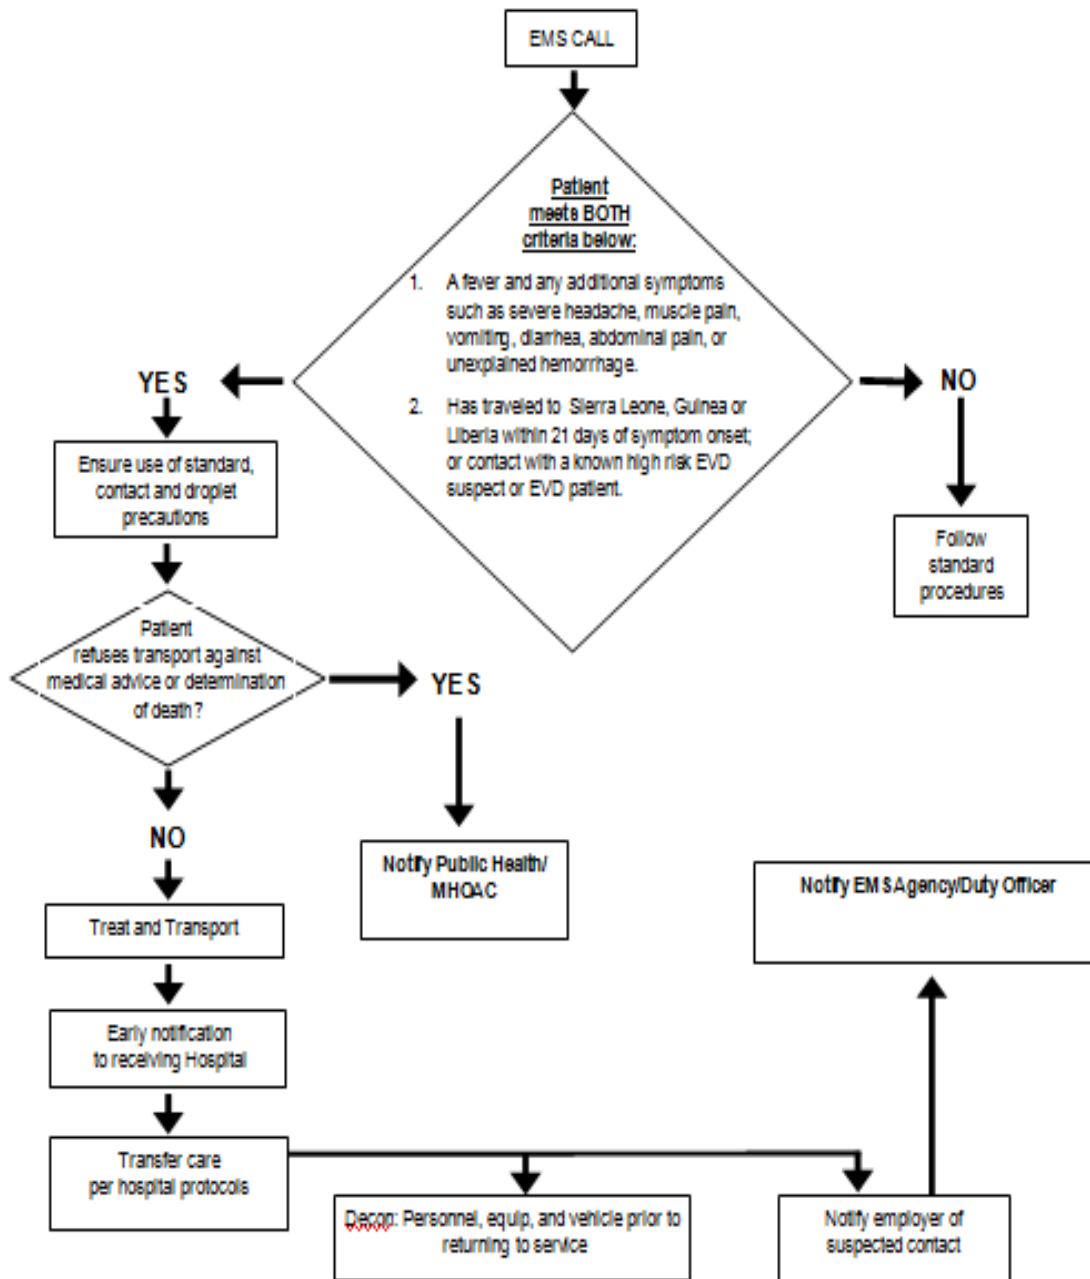 EMS CALL
Patient
meets BOTH
criteria below:
1. A fever and any additional symptoms
such as severe headache, muscle pain,
vomiting, diarrhea, abdominal pain, or
unexplained hemorrhage.
2. Has traveled to Sierra Leone, Guinea or
Liberia within 21 days of symptom onset;
or contact with a known high risk EVD
suspect or EVD patient.
YES
NO
Ensure use of standard,
contact and droplet
precautions
Follow
standard
procedures
Patient
refuses transport against
medical advice or determination
of death?
YES
NO
Notify Public Health/
MHOAC
Notify EMS Agency/Duty Officer
Treat and Transport
Early notification
to receiving Hospital
Transfer care
per hospital protocols
Decon: Personnel, equip, and vehicle prior to
returning to service
Notify employer of
suspected contact